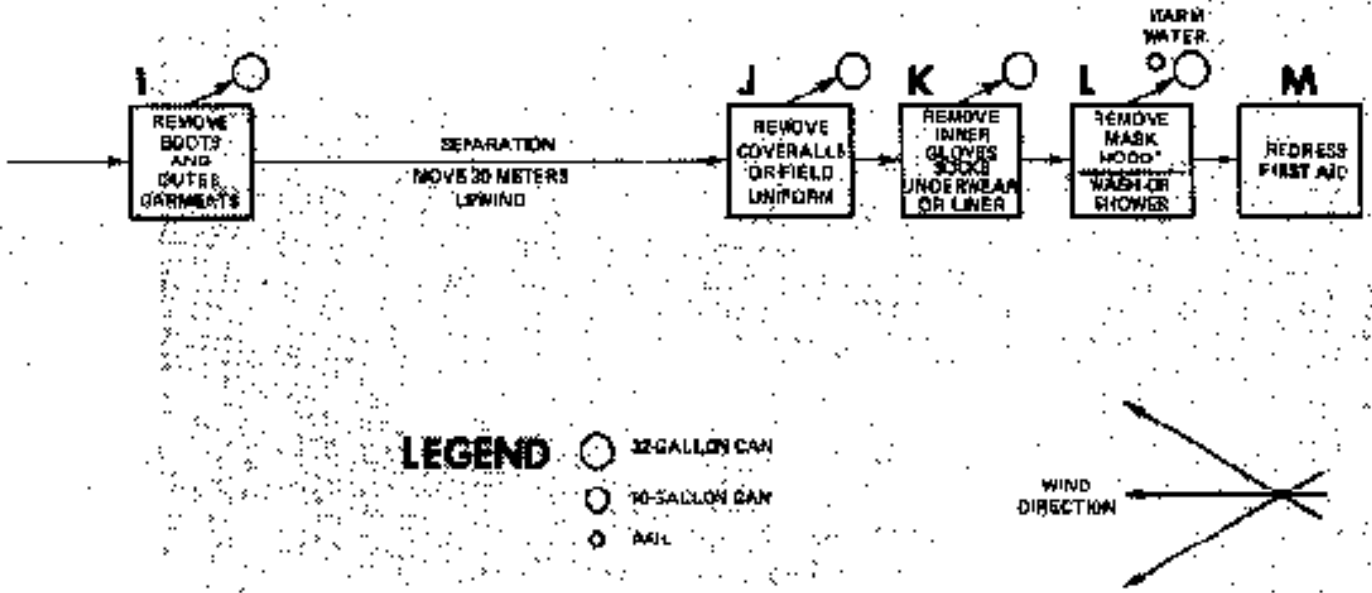 I
REMOVE
BOOTS
AND
OUTER
GARMENTS
SEPARATION
MOVE 30 METERS
UPWIND
J
REMOVE
COVERALLS
OR FIELD
UNIFORM
K
REMOVE
INNER
GLOVES
SOCKS
UNDERWEAR
OR LINER
WARM
WATER
L
REMOVE
MASK
HOOD*
WASH OR
SHOWER
M
REDRESS
FIRST AID
LEGEND
32-GALLON CAN
10-GALLON CAN
PAIL
WIND
DIRECTION